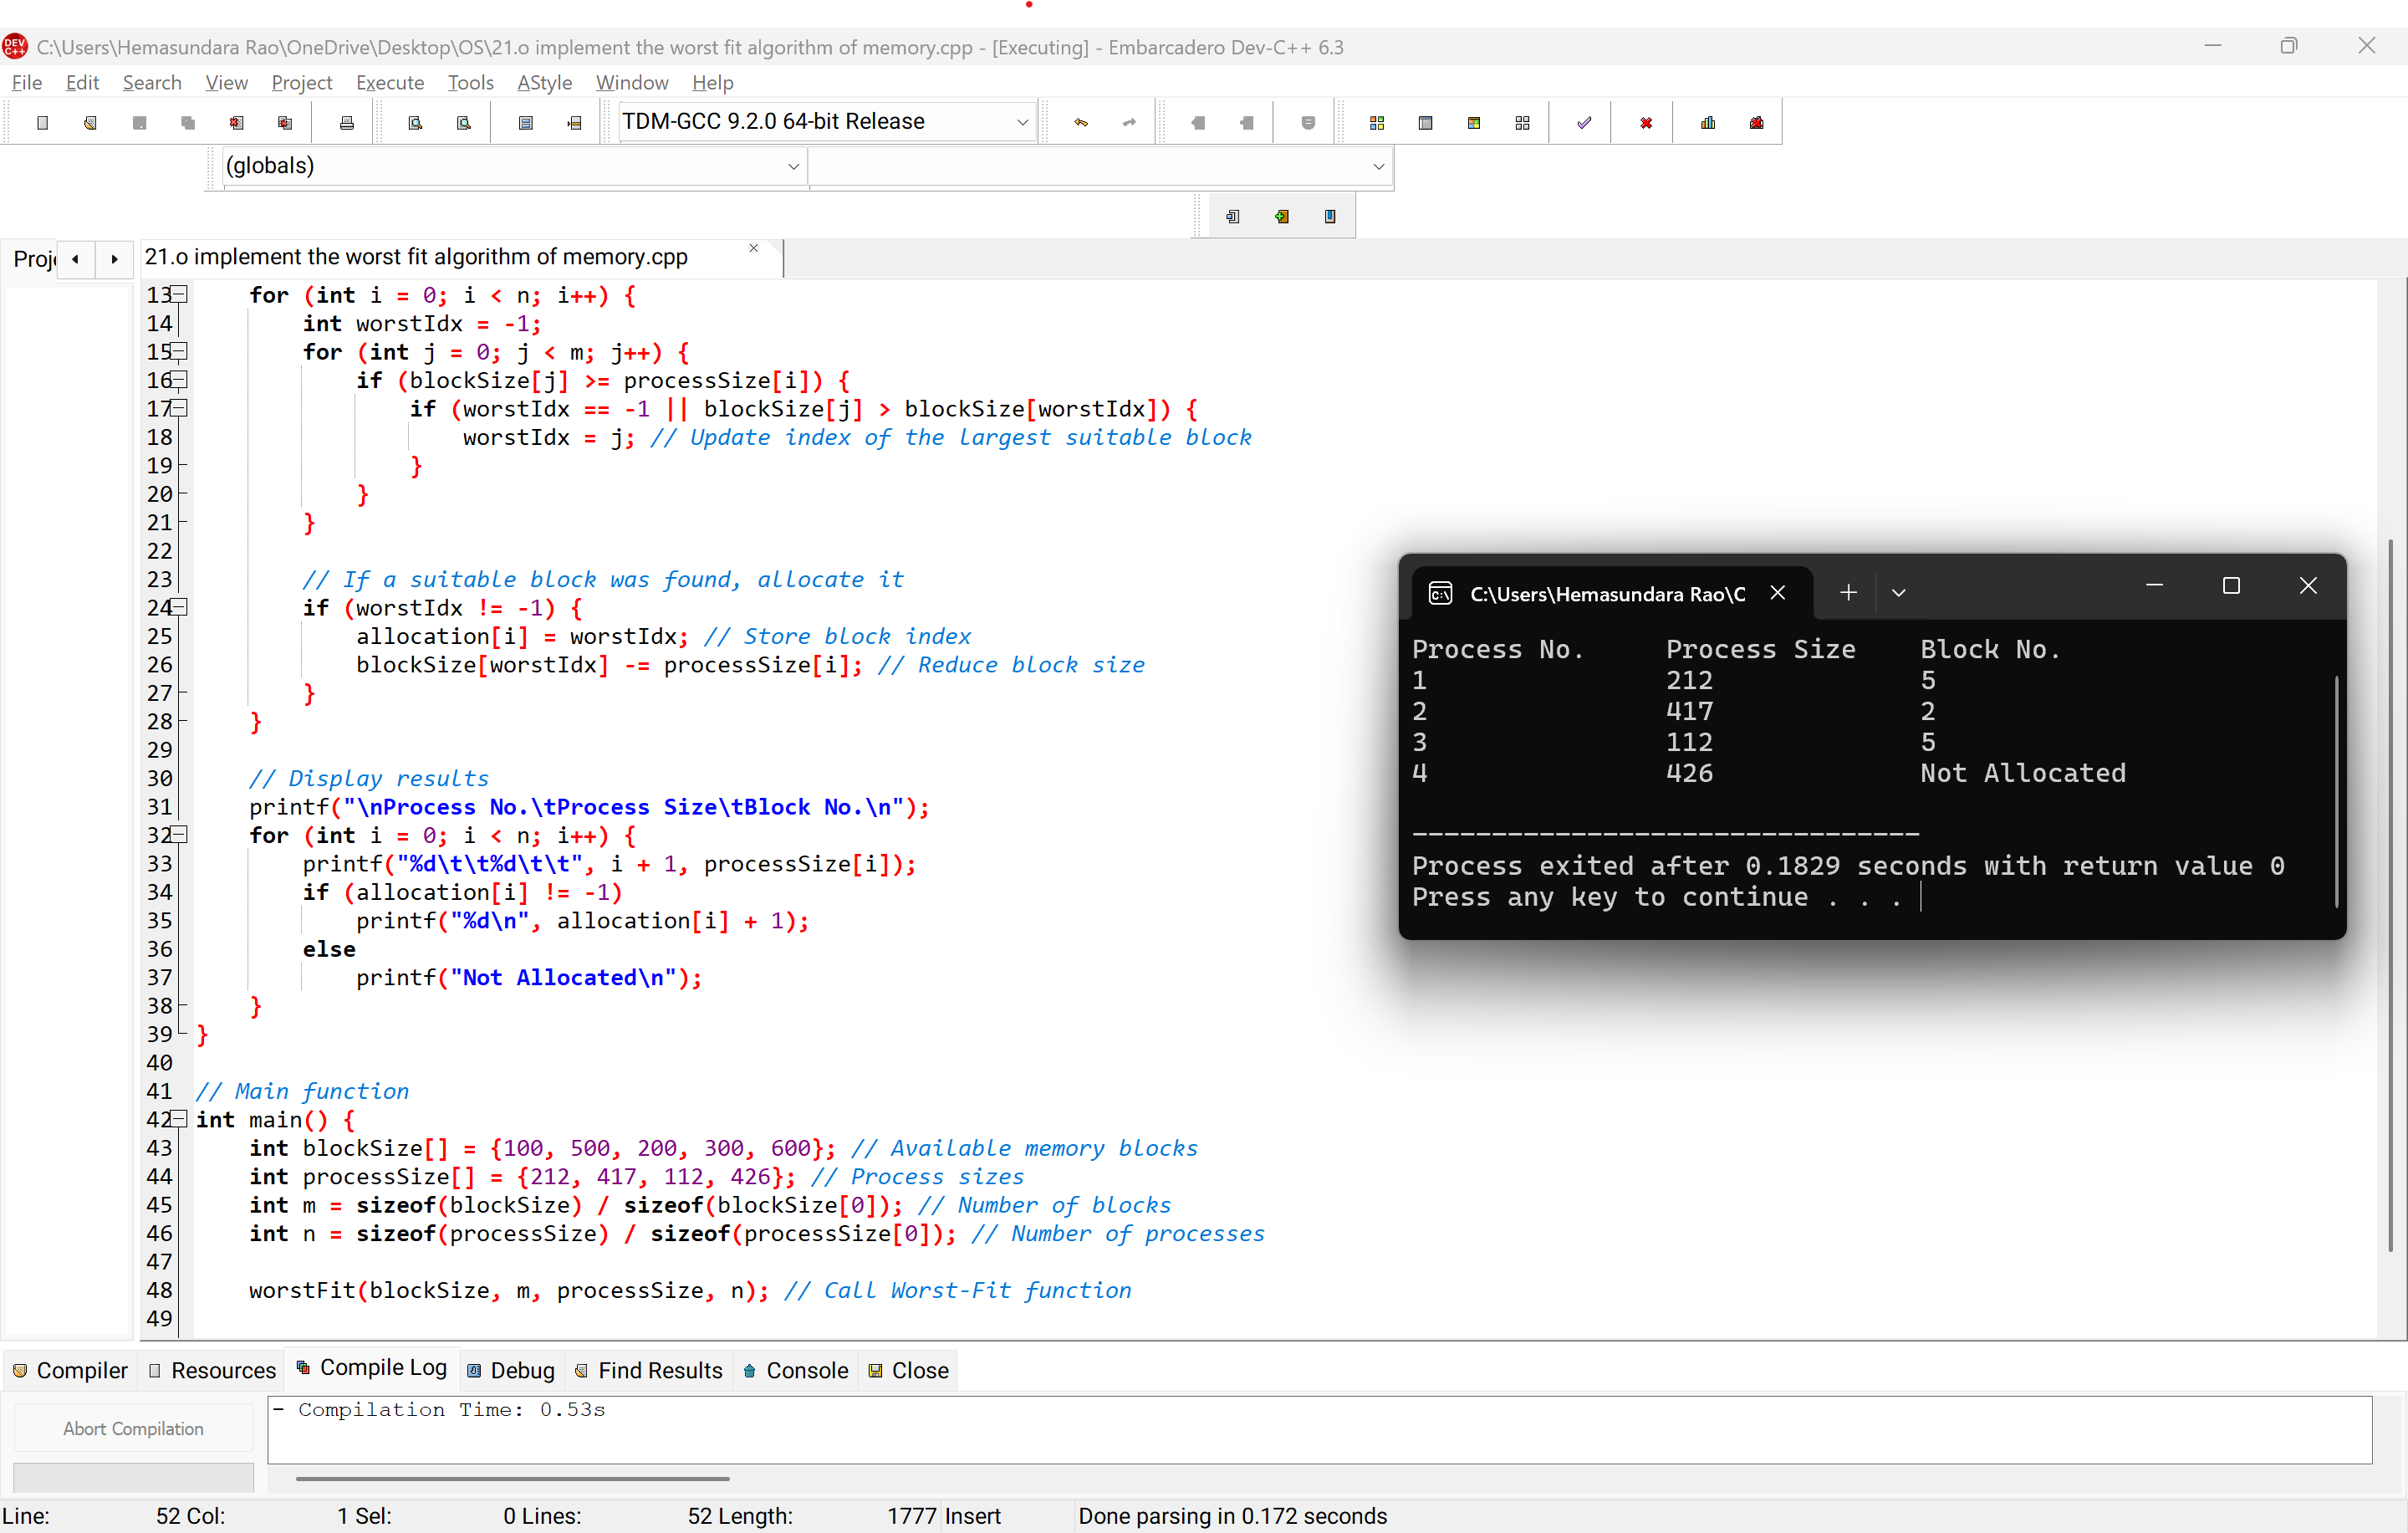 C:\Users\Hemasundara Rao\OneDrive\Desktop\OS\21.o implement the worst fit algorithm of memory.cpp - [Executing] - Embarcadero Dev-C++ 6.3
File Edit Search View Project Execute Tools AStyle Window Help
TDM-GCC 9.2.0 64-bit Release
(globals)
Proje
21.o implement the worst fit algorithm of memory.cpp
13 for (int i = 0; i < n; i++) {
14 int worstIdx = -1;
15 for (int j = 0; j < m; j++) {
16 if (blockSize[j] >= processSize[i]) {
17 if (worstIdx == -1 || blockSize[j] > blockSize[worstIdx]) {
18 worstIdx = j; // Update index of the largest suitable block
19 }
20 }
21 }
22
23 // If a suitable block was found, allocate it
24 if (worstIdx != -1) {
25 allocation[i] = worstIdx; // Store block index
26 blockSize[worstIdx] -= processSize[i]; // Reduce block size
27 }
28 }
29
30 // Display results
31 printf("\nProcess No.\tProcess Size\tBlock No.\n");
32 for (int i = 0; i < n; i++) {
33 printf("%d\t\t%d\t\t", i + 1, processSize[i]);
34 if (allocation[i] != -1)
35 printf("%d\n", allocation[i] + 1);
36 else
37 printf("Not Allocated\n");
38 }
39 }
40
41 // Main function
42 int main() {
43 int blockSize[] = {100, 500, 200, 300, 600}; // Available memory blocks
44 int processSize[] = {212, 417, 112, 426}; // Process sizes
45 int m = sizeof(blockSize) / sizeof(blockSize[0]); // Number of blocks
46 int n = sizeof(processSize) / sizeof(processSize[0]); // Number of processes
47
48 worstFit(blockSize, m, processSize, n); // Call Worst-Fit function
49
C:\Users\Hemasundara Rao\C
Process No. Process Size Block No.
1 212 5
2 417 2
3 112 5
4 426 Not Allocated
--------------------------------
Process exited after 0.1829 seconds with return value 0
Press any key to continue . . .
Compiler Resources Compile Log Debug Find Results Console Close
Abort Compilation
- Compilation Time: 0.53s
Line: 52 Col: 1 Sel: 0 Lines: 52 Length: 1777 Insert Done parsing in 0.172 seconds